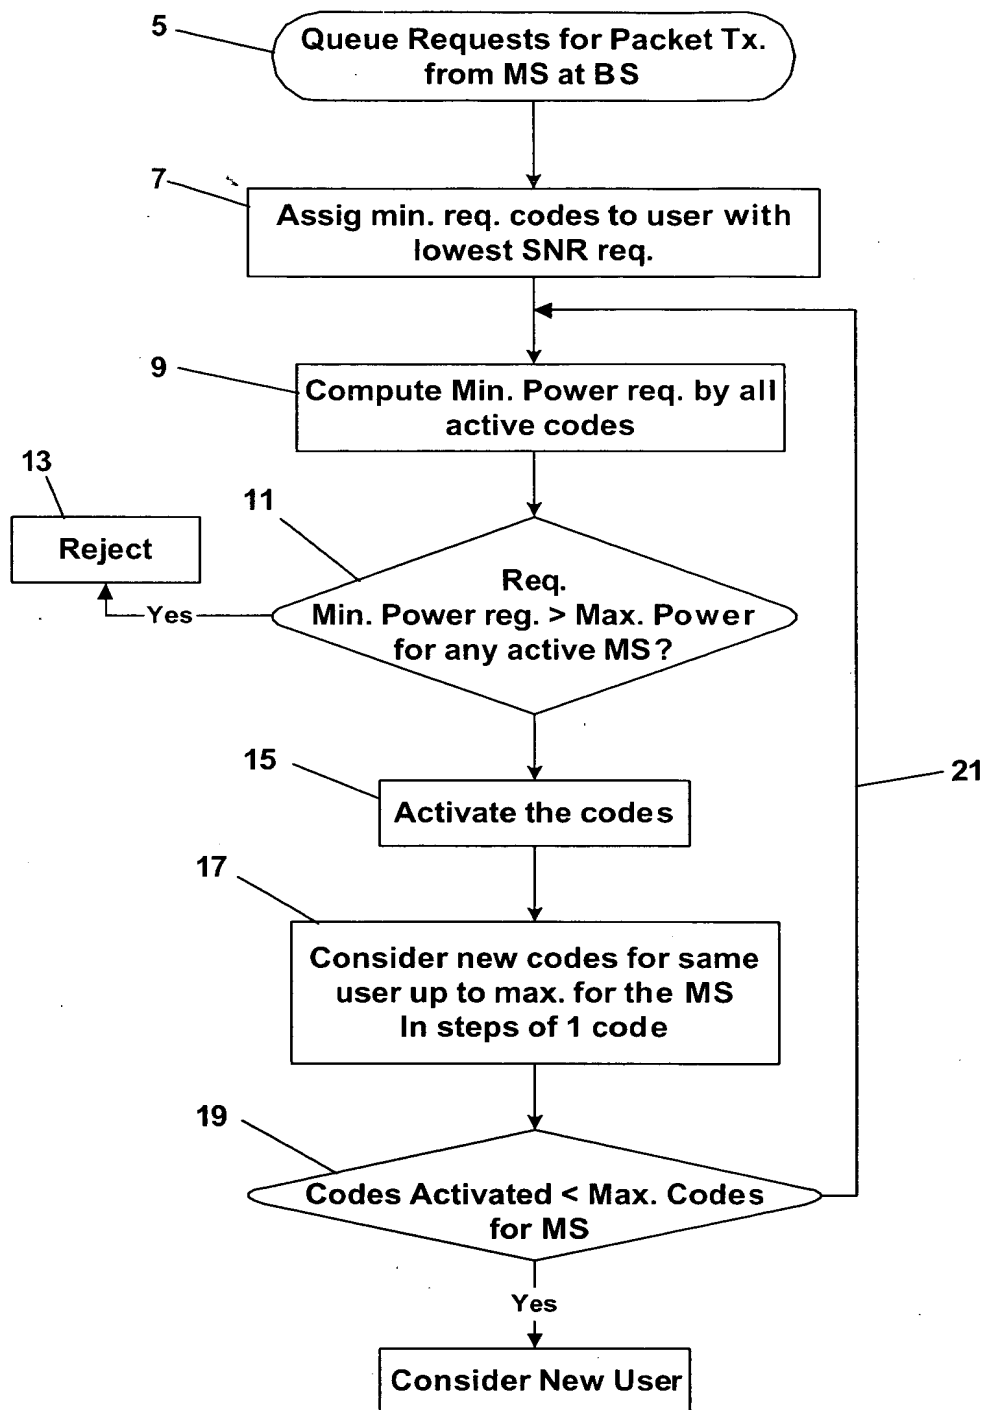 5
Queue Requests for Packet Tx.
from MS at BS
7
Assig min. req. codes to user with
lowest SNR req.
9
Compute Min. Power req. by all
active codes
13
Reject
11
Req.
Min. Power reg. > Max. Power
for any active MS?
Yes
15
Activate the codes
21
17
Consider new codes for same
user up to max. for the MS
In steps of 1 code
19
Codes Activated < Max. Codes
for MS
Yes
Consider New User